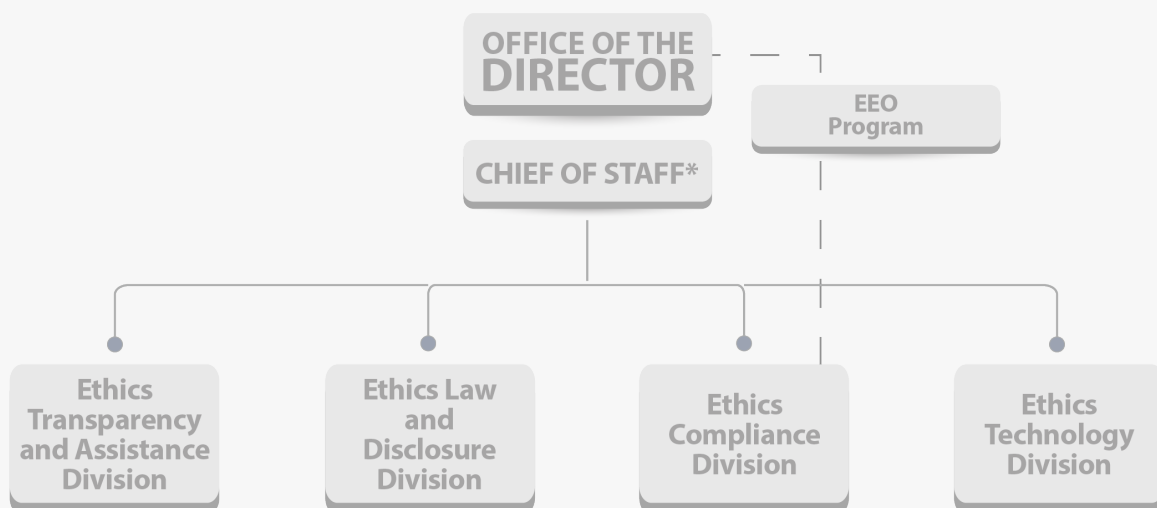 OFFICE OF THE
DIRECTOR
EEO
Program
CHIEF OF STAFF*
Ethics
Transparency
and Assistance
Division
Ethics Law
and
Disclosure
Division
Ethics
Compliance
Division
Ethics
Technology
Division